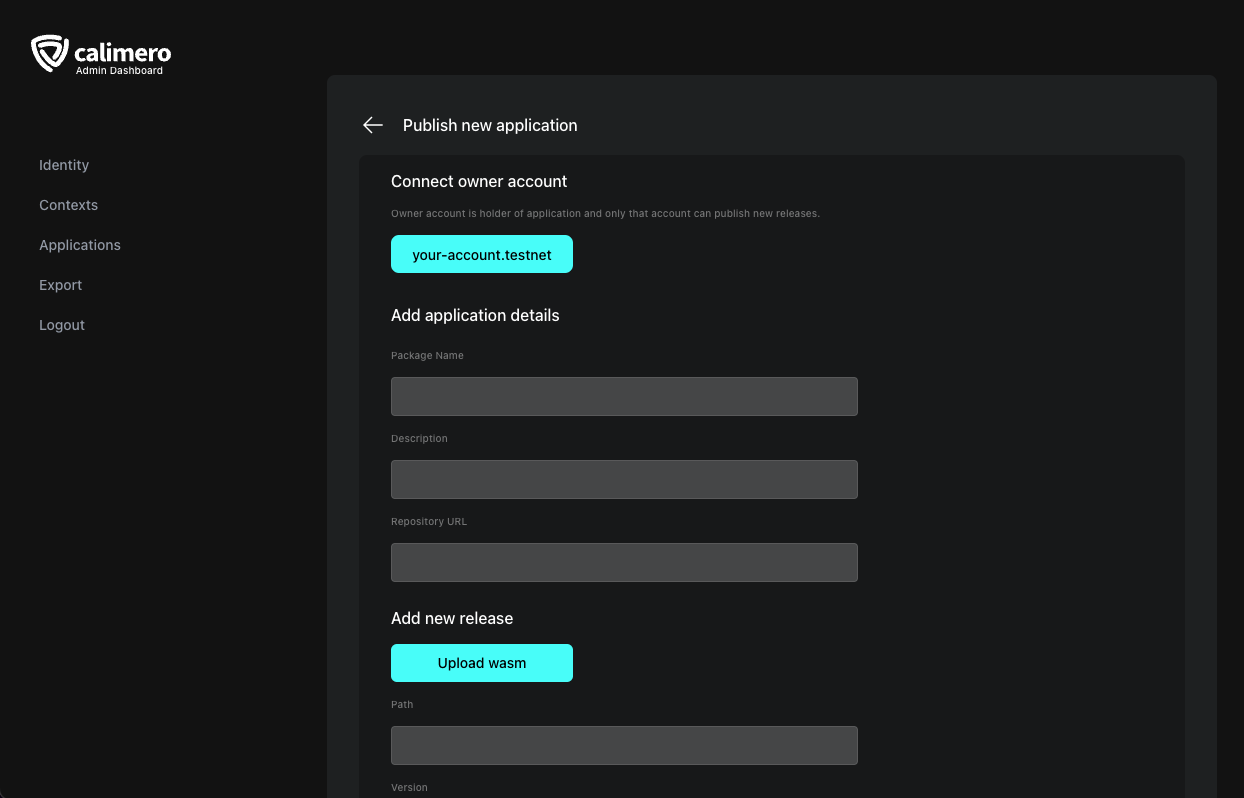 calimero
Admin Dashboard
Identity
Contexts
Applications
Export
Logout
Publish new application
Connect owner account
Owner account is holder of application and only that account can publish new releases.
your-account.testnet
Add application details
Package Name
Description
Repository URL
Add new release
Upload wasm
Path
Version